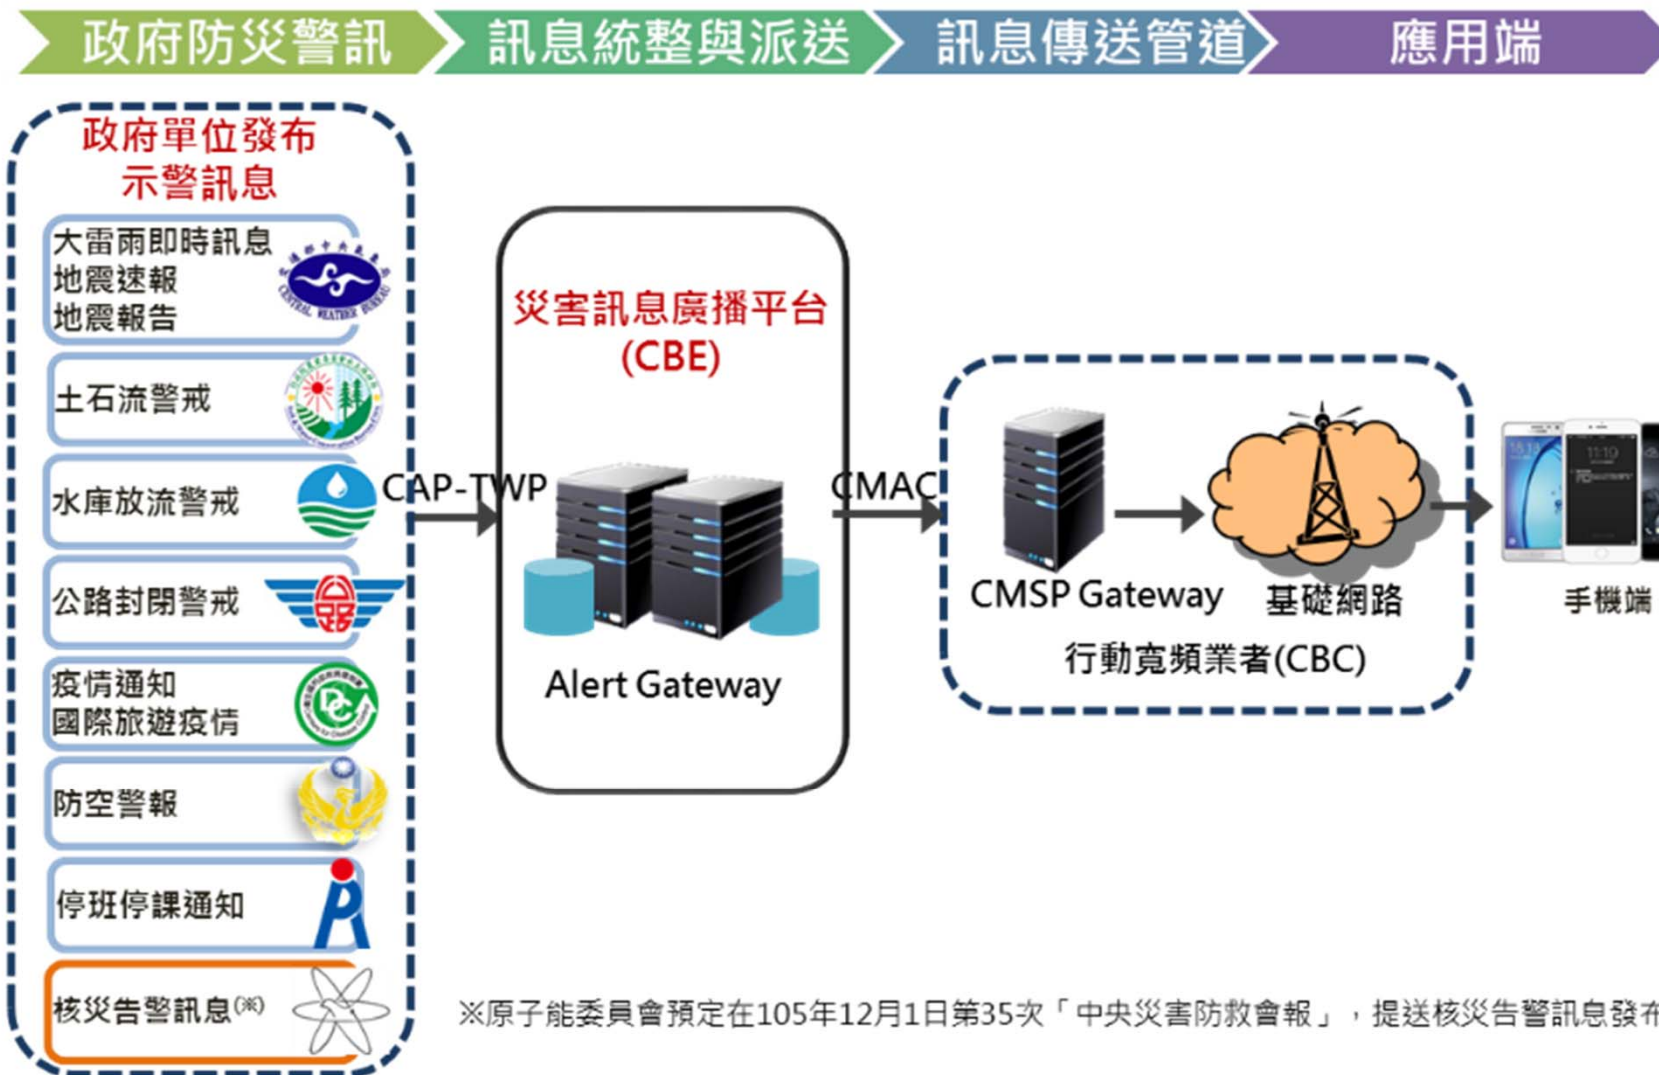 政府防災警訊
訊息統整與派送
訊息傳送管道
應用端
政府單位發布
示警訊息
大雷雨即時訊息
地震速報
地震報告
CENTRAL WEATHER BUREAU
土石流警戒
水庫放流警戒
公路封閉警戒
疫情通知
國際旅遊疫情
防空警報
停班停課通知
核災告警訊息(※)
CAP-TWP
災害訊息廣播平台
(CBE)
Alert Gateway
CMAC
CMSP Gateway
基礎網路
行動寬頻業者(CBC)
手機端
※原子能委員會預定在105年12月1日第35次「中央災害防救會報」，提送核災告警訊息發布